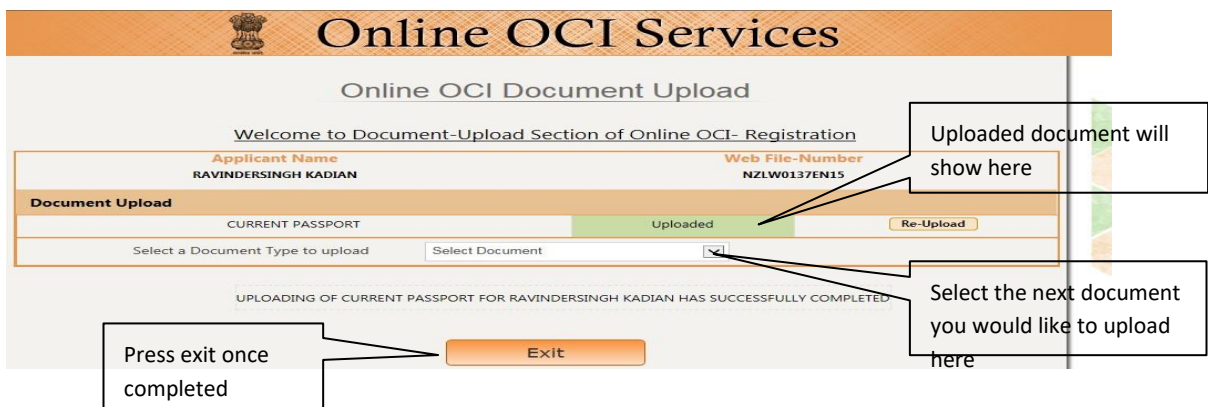 Online OCI Services
Online OCI Document Upload
Welcome to Document-Upload Section of Online OCI- Registration
Applicant Name
Web File-Number
RAVINDERSINGH KADIAN
NZLW0137EN15
Document Upload
CURRENT PASSPORT
Uploaded
Re-Upload
Select a Document Type to upload
Select Document
UPLOADING OF CURRENT PASSPORT FOR RAVINDERSINGH KADIAN HAS SUCCESSFULLY COMPLETED
Exit
Uploaded document will
show here
Select the next document
you would like to upload
here
Press exit once
completed